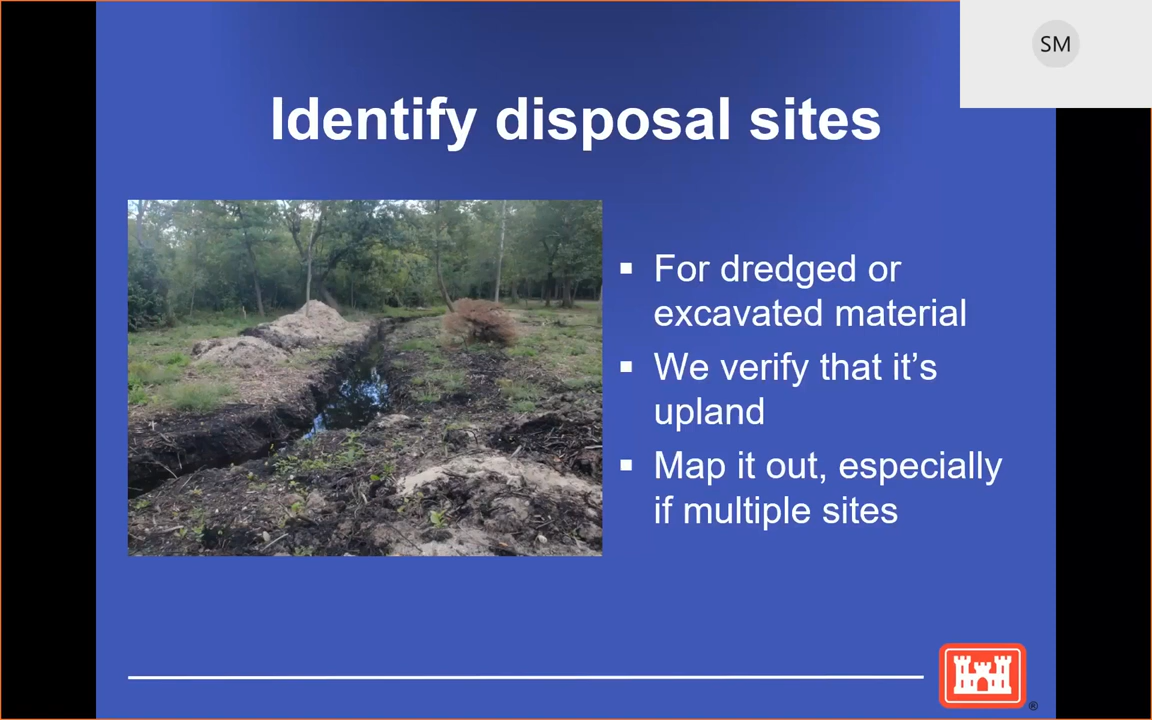 SM
Identify disposal sites
▪ For dredged or
excavated material
▪ We verify that it’s
upland
▪ Map it out, especially
if multiple sites
®